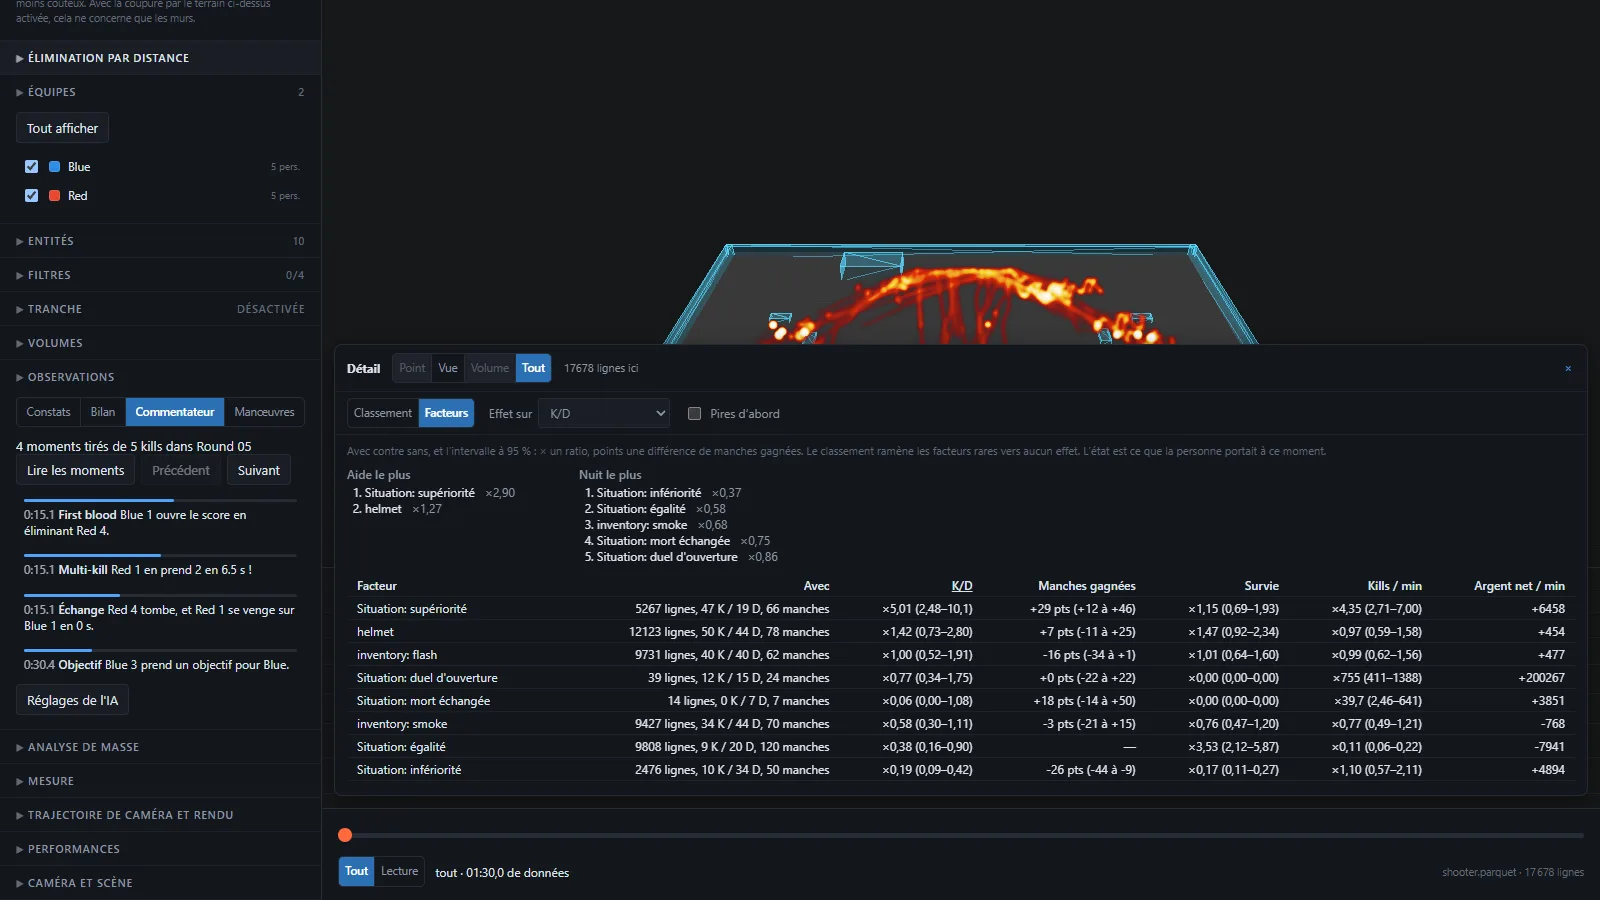 moins couteux. Avec la coupure par le terrain ci-dessus
activée, cela ne concerne que les murs.
ÉLIMINATION PAR DISTANCE
ÉQUIPES 2
Tout afficher
Blue 5 pers.
Red 5 pers.
ENTITÉS 10
FILTRES 0/4
TRANCHE DÉSACTIVÉE
VOLUMES
OBSERVATIONS
Constats Bilan Commentateur Manœuvres
4 moments tirés de 5 kills dans Round 05
Lire les moments Précédent Suivant
0:15.1 First blood Blue 1 ouvre le score en
éliminant Red 4.
0:15.1 Multi-kill Red 1 en prend 2 en 6.5 s !
0:15.1 Échange Red 4 tombe, et Red 1 se venge sur
Blue 1 en 0 s.
0:30.4 Objectif Blue 3 prend un objectif pour Blue.
Réglages de l'IA
ANALYSE DE MASSE
MESURE
TRAJECTOIRE DE CAMÉRA ET RENDU
PERFORMANCES
CAMÉRA ET SCÈNE
Détail Point Vue Volume Tout 17678 lignes ici ×
Classement Facteurs Effet sur K/D Pires d'abord
Avec contre sans, et l'intervalle à 95 % : × un ratio, points une différence de manches gagnées. Le classement ramène les facteurs rares vers aucun effet. L'état est ce que la personne portait à ce moment.
Aide le plus
1. Situation: supériorité ×2,90
2. helmet ×1,27
Nuit le plus
1. Situation: infériorité ×0,37
2. Situation: égalité ×0,58
3. inventory: smoke ×0,68
4. Situation: mort échangée ×0,75
5. Situation: duel d'ouverture ×0,86
Facteur Avec K/D Manches gagnées Survie Kills / min Argent net / min
Situation: supériorité 5267 lignes, 47 K / 19 D, 66 manches ×5,01 (2,48–10,1) +29 pts (+12 à +46) ×1,15 (0,69–1,93) ×4,35 (2,71–7,00) +6458
helmet 12123 lignes, 50 K / 44 D, 78 manches ×1,42 (0,73–2,80) +7 pts (-11 à +25) ×1,47 (0,92–2,34) ×0,97 (0,59–1,58) +454
inventory: flash 9731 lignes, 40 K / 40 D, 62 manches ×1,00 (0,52–1,91) -16 pts (-34 à +1) ×1,01 (0,64–1,60) ×0,99 (0,62–1,56) +477
Situation: duel d'ouverture 39 lignes, 12 K / 15 D, 24 manches ×0,77 (0,34–1,75) +0 pts (-22 à +22) ×0,00 (0,00–0,00) ×755 (411–1388) +200267
Situation: mort échangée 14 lignes, 0 K / 7 D, 7 manches ×0,06 (0,00–1,08) +18 pts (-14 à +50) ×0,00 (0,00–0,00) ×39,7 (2,46–641) +3851
inventory: smoke 9427 lignes, 34 K / 44 D, 70 manches ×0,58 (0,30–1,11) -3 pts (-21 à +15) ×0,76 (0,47–1,20) ×0,77 (0,49–1,21) -768
Situation: égalité 9808 lignes, 9 K / 20 D, 120 manches ×0,38 (0,16–0,90) — ×3,53 (2,12–5,87) ×0,11 (0,06–0,22) -7941
Situation: infériorité 2476 lignes, 10 K / 34 D, 50 manches ×0,19 (0,09–0,42) -26 pts (-44 à -9) ×0,17 (0,11–0,27) ×1,10 (0,57–2,11) +4894
Tout Lecture tout · 01:30,0 de données
shooter.parquet · 17678 lignes